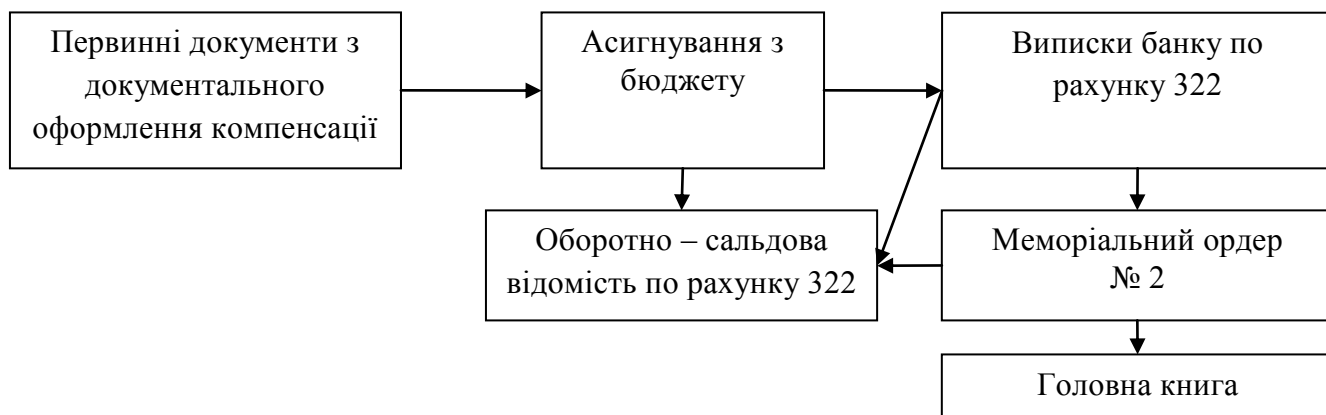 Первинні документи з
документального
оформлення компенсації
Асигнування з
бюджету
Виписки банку по
рахунку 322
Оборотно – сальдова
відомість по рахунку 322
Меморіальний ордер
№ 2
Головна книга